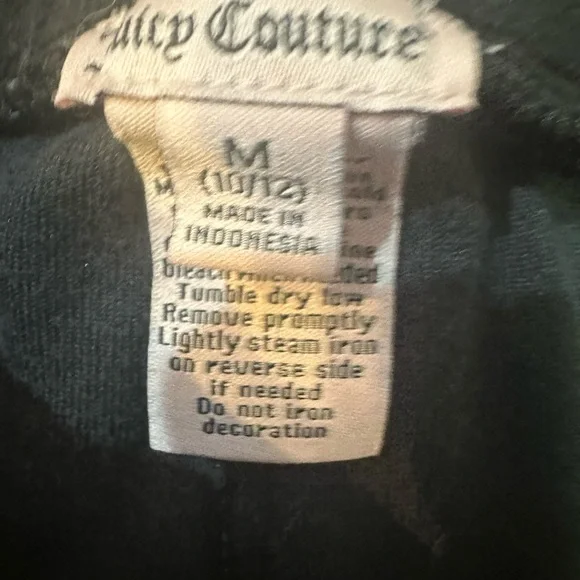 uicy Couture
M
(10/12)
MADE IN
INDONESIA
Tumble dry low
Remove promptly
Lightly steam iron
on reverse side
if needed
Do not iron
decoration